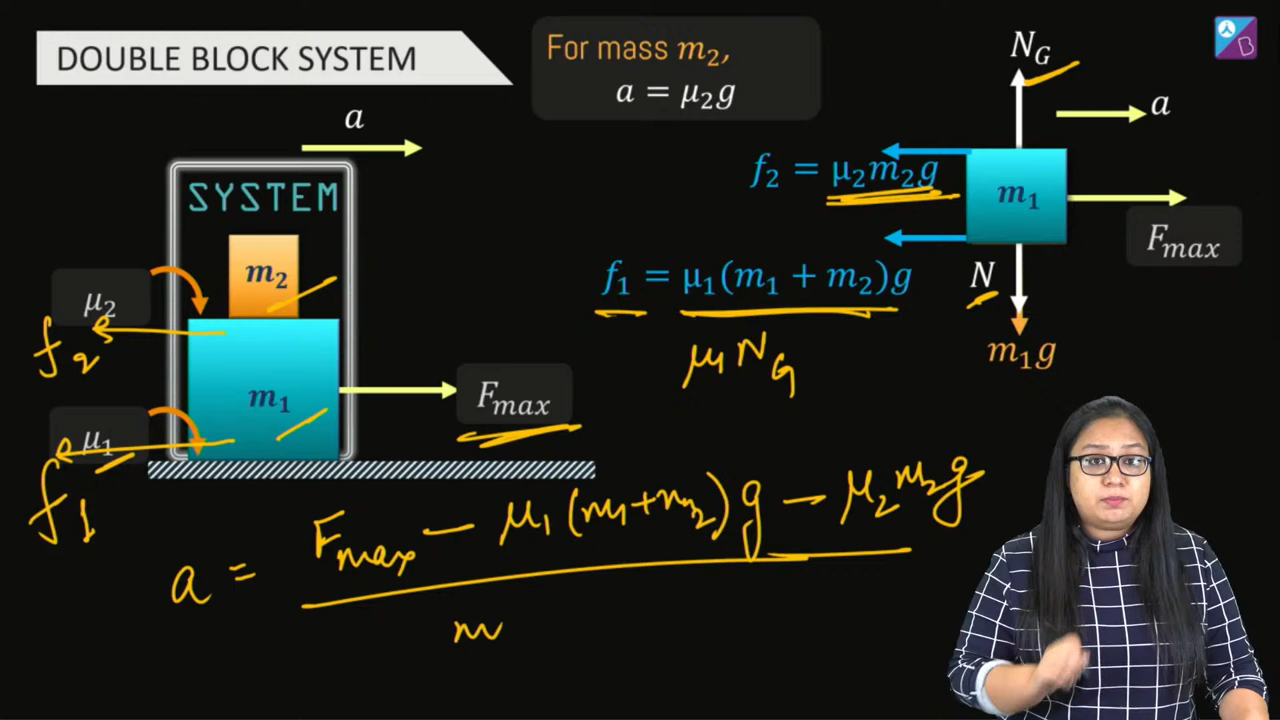 DOUBLE BLOCK SYSTEM
For mass m₂,
a = μ₂g
a
SYSTEM
m₂
μ₂
f₂
m₁
F_max
μ₁
f₁
N_G
a
f₂ = μ₂m₂g
m₁
F_max
f₁ = μ₁(m₁ + m₂)g
N
μ₁N_G
m₁g
a = F_max − μ₁(m₁+m₂)g − μ₂m₂g
m
B